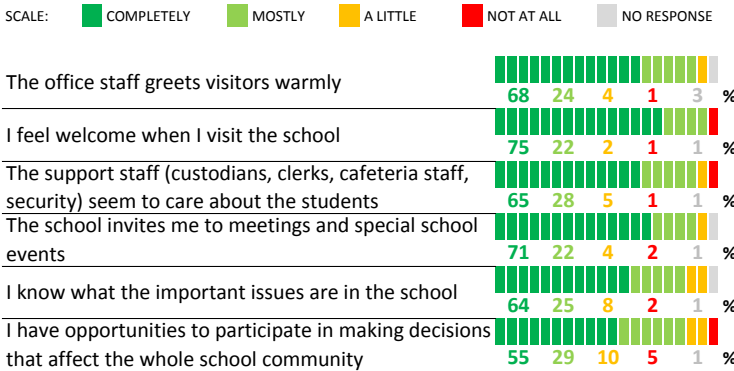 SCALE: COMPLETELY MOSTLY A LITTLE NOT AT ALL NO RESPONSE
The office staff greets visitors warmly
68 24 4 1 3 %
I feel welcome when I visit the school
75 22 2 1 1 %
The support staff (custodians, clerks, cafeteria staff,
security) seem to care about the students
65 28 5 1 1 %
The school invites me to meetings and special school
events
71 22 4 2 1 %
I know what the important issues are in the school
64 25 8 2 1 %
I have opportunities to participate in making decisions
that affect the whole school community
55 29 10 5 1 %